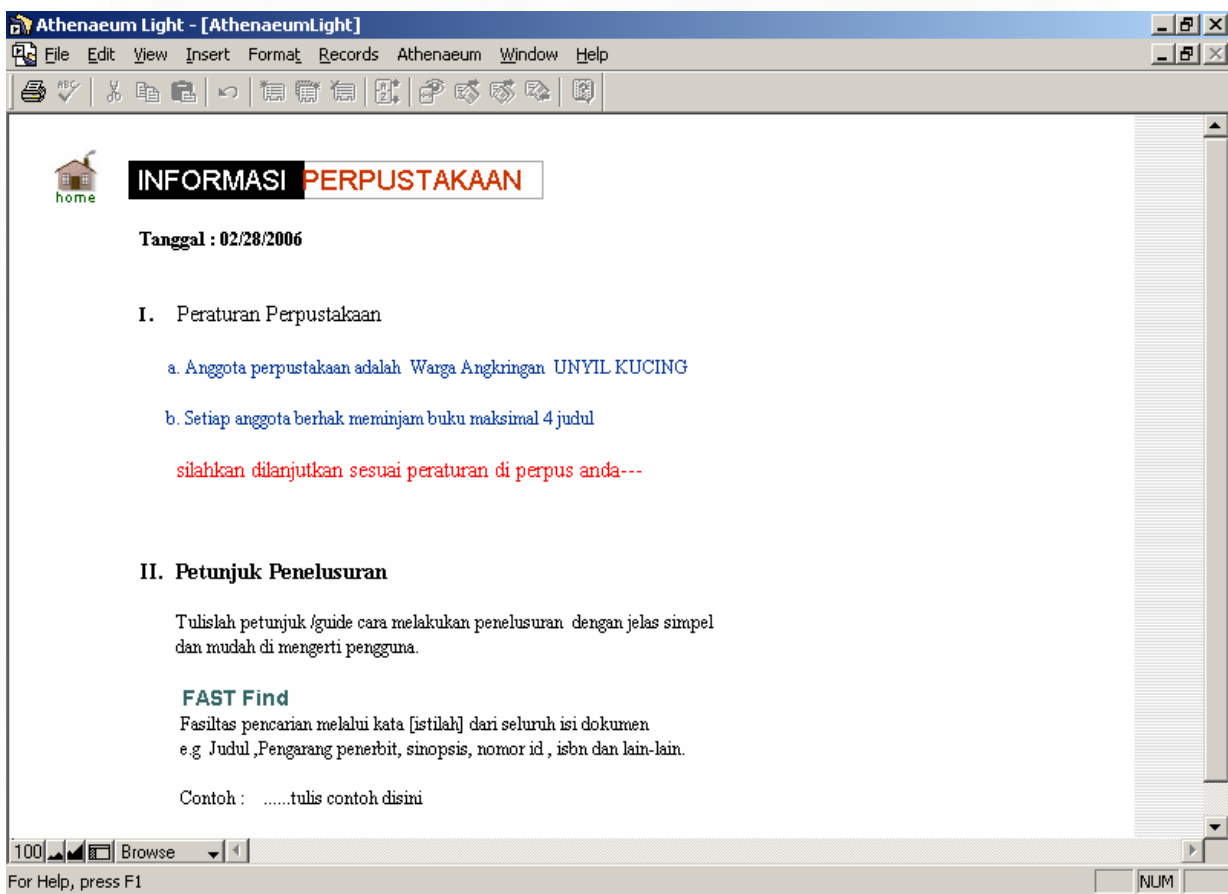 Athenaeum Light - [AthenaeumLight]
File Edit View Insert Format Records Athenaeum Window Help
home
INFORMASI PERPUSTAKAAN
Tanggal : 02/28/2006
I. Peraturan Perpustakaan
a. Anggota perpustakaan adalah Warga Angkringan UNYIL KUCING
b. Setiap anggota berhak meminjam buku maksimal 4 judul
silahkan dilanjutkan sesuai peraturan di perpus anda---
II. Petunjuk Penelusuran
Tulislah petunjuk /guide cara melakukan penelusuran dengan jelas simpel
dan mudah di mengerti pengguna.
FAST Find
Fasiltas pencarian melalui kata [istilah] dari seluruh isi dokumen
e.g Judul ,Pengarang penerbit, sinopsis, nomor id , isbn dan lain-lain.
Contoh : ......tulis contoh disini
100 Browse
For Help, press F1 NUM